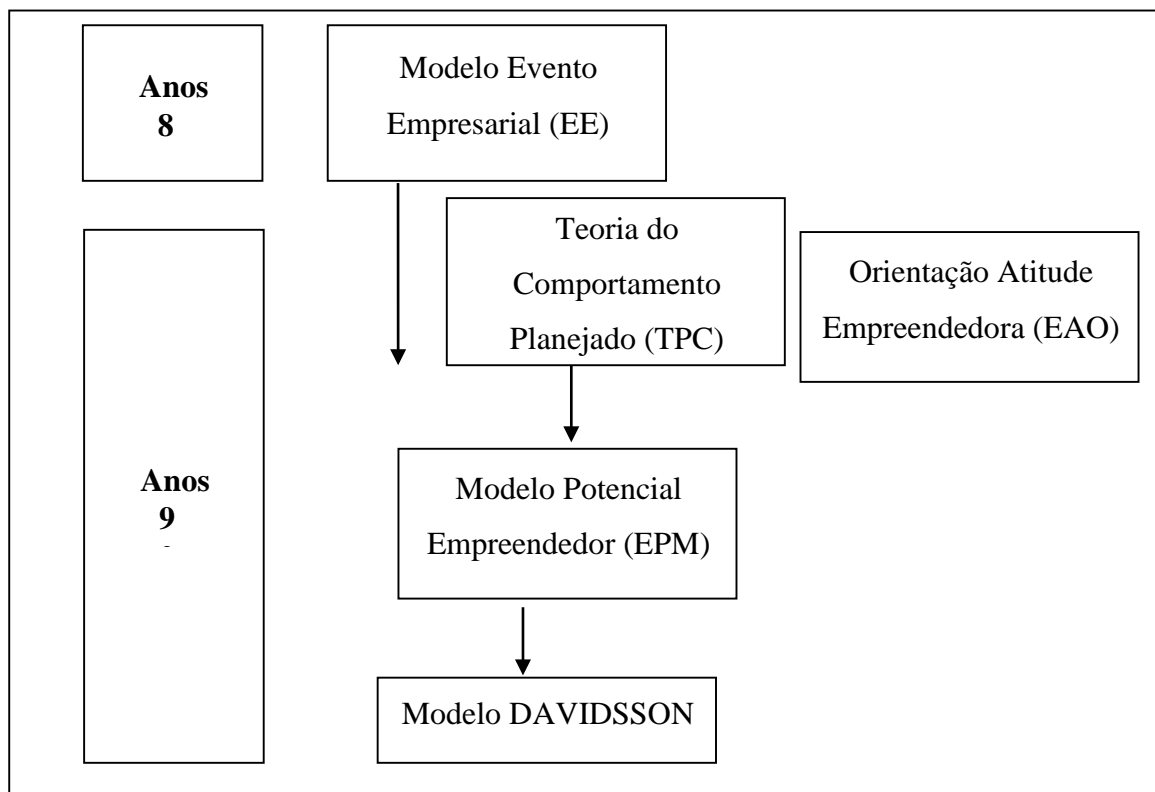 Anos
8
Modelo Evento
Empresarial (EE)
Teoria do
Comportamento
Planejado (TPC)
Orientação Atitude
Empreendedora (EAO)
Anos
9
Modelo Potencial
Empreendedor (EPM)
Modelo DAVIDSSON